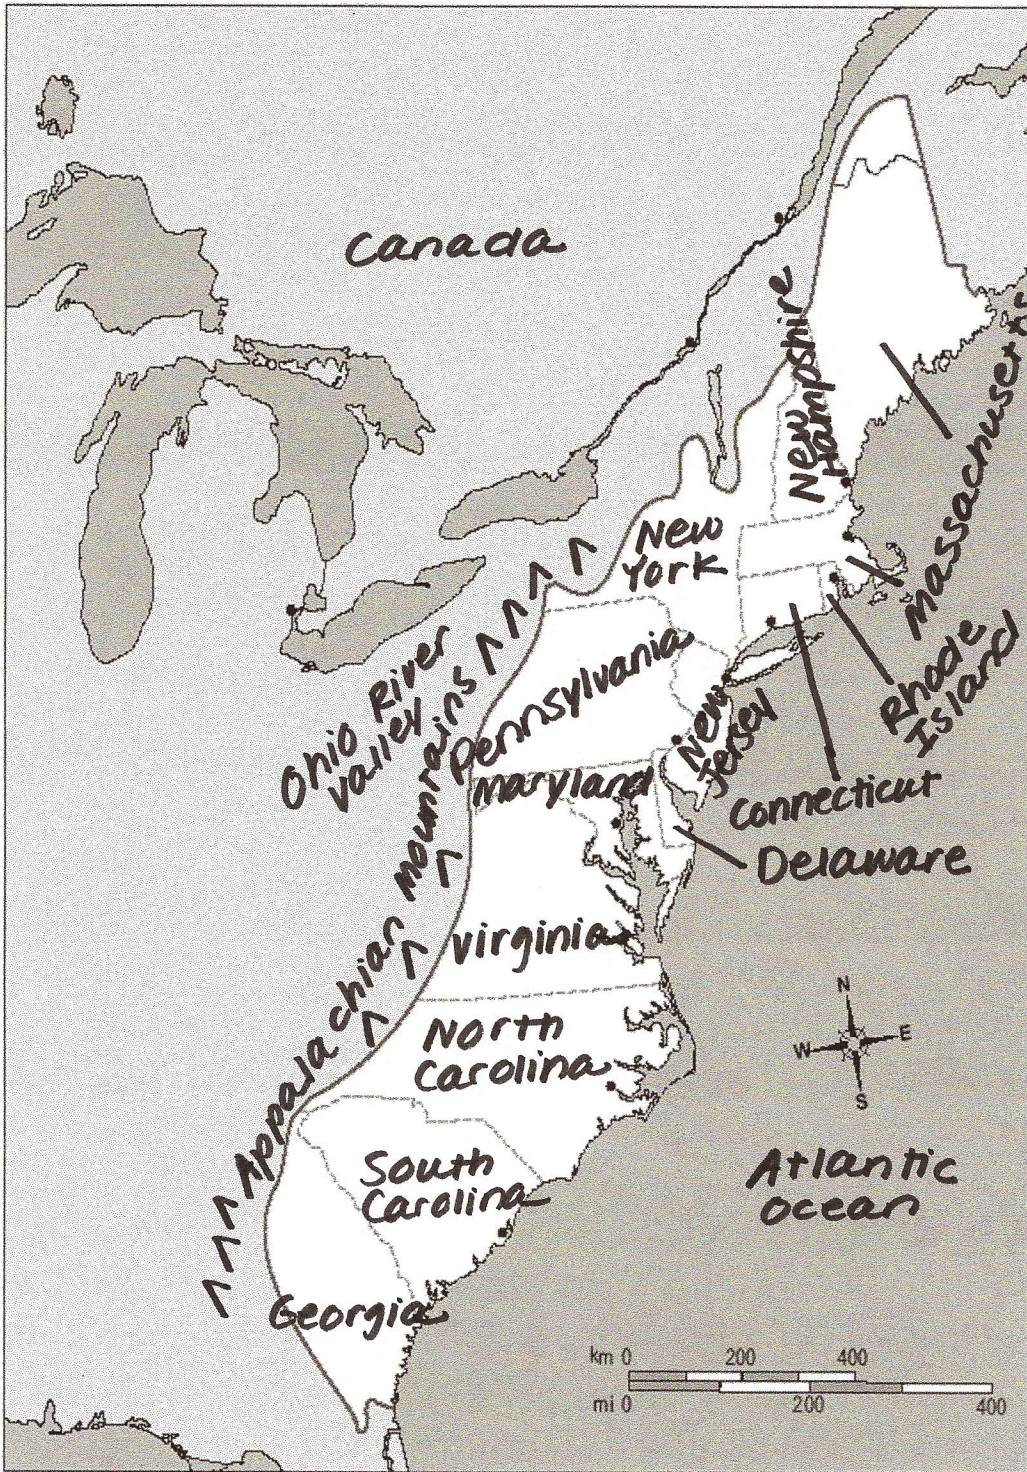 Canada
New
Hampshire
Massachusetts
New
York
Rhode
Island
Ohio River
Valley
Pennsylvania
New
Jersey
Connecticut
Maryland
Delaware
Appalachian Mountains
Virginia
North
Carolina
South
Carolina
Georgia
Atlantic
ocean
N
W
E
S
km 0 200 400
mi 0 200 400